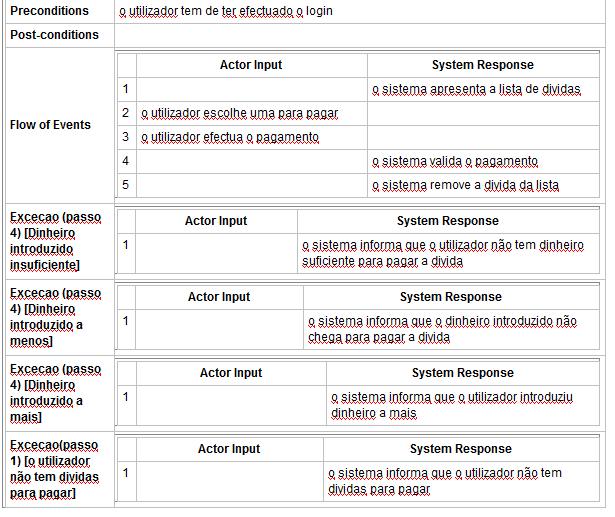 Preconditions o utilizador tem de ter efectuado o login
Post-conditions
Flow of Events
Actor Input System Response
1 o sistema apresenta a lista de dividas
2 o utilizador escolhe uma para pagar
3 o utilizador efectua o pagamento
4 o sistema valida o pagamento
5 o sistema remove a divida da lista
Excecao (passo
4) [Dinheiro
introduzido
insuficiente]
Actor Input System Response
1 o sistema informa que o utilizador não tem dinheiro
suficiente para pagar a divida
Excecao (passo
4) [Dinheiro
introduzido a
menos]
Actor Input System Response
1 o sistema informa que o dinheiro introduzido não
chega para pagar a divida
Excecao (passo
4) [Dinheiro
introduzido a
mais]
Actor Input System Response
1 o sistema informa que o utilizador introduziu
dinheiro a mais
Excecao(passo
1) [o utilizador
não tem dividas
para pagar]
Actor Input System Response
1 o sistema informa que o utilizador não tem
dividas para pagar